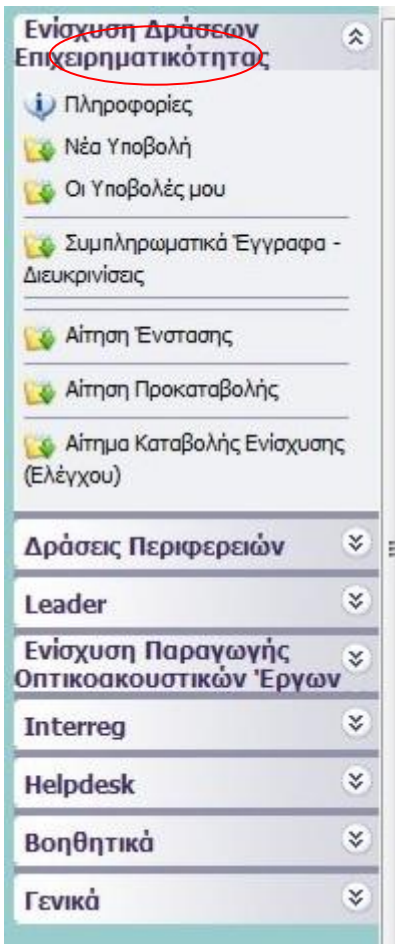 Ενίσχυση Δράσεων
Επιχειρηματικότητας
Πληροφορίες
Νέα Υποβολή
Οι Υποβολές μου
Συμπληρωματικά Έγγραφα -
Διευκρινίσεις
Αίτηση Ένστασης
Αίτηση Προκαταβολής
Αίτημα Καταβολής Ενίσχυσης
(Ελέγχου)
Δράσεις Περιφερειών
Leader
Ενίσχυση Παραγωγής
Οπτικοακουστικών Έργων
Interreg
Helpdesk
Βοηθητικά
Γενικά